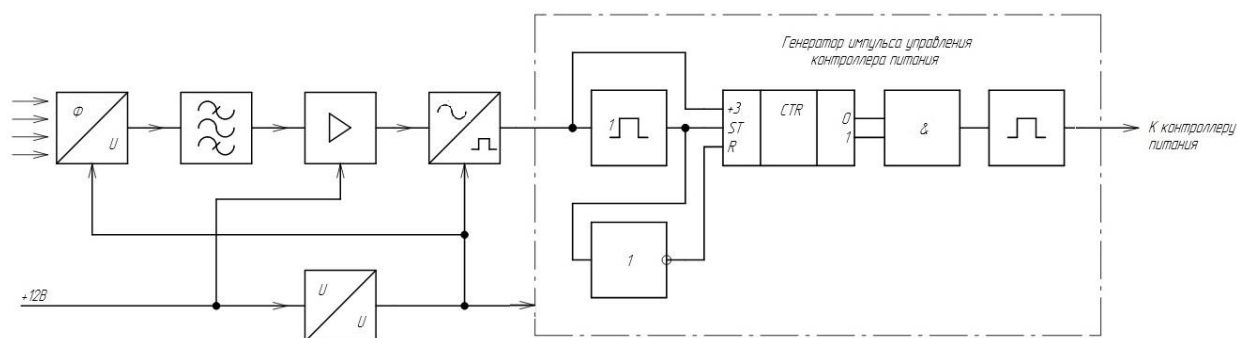 Генератор импульса управления
контроллера питания
Ф
U
1
+3
ST
R
CTR
0
1
&
К контроллеру
питания
1
+12В
U
U